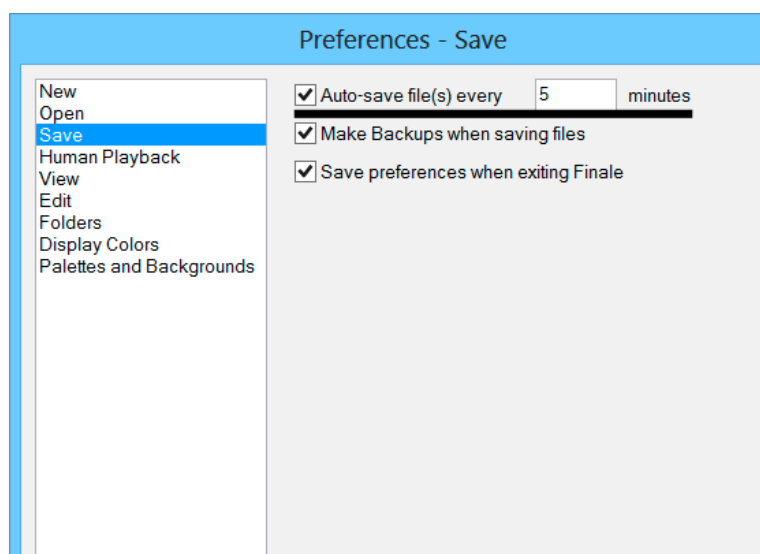 Preferences - Save
New
Open
Save
Human Playback
View
Edit
Folders
Display Colors
Palettes and Backgrounds
Auto-save file(s) every 5 minutes
Make Backups when saving files
Save preferences when exiting Finale